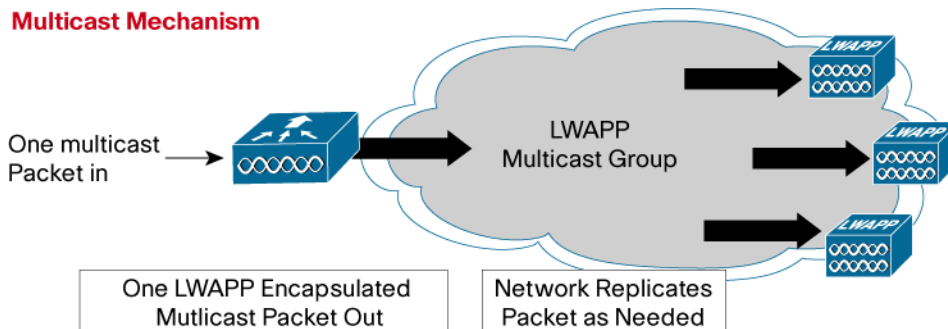 Multicast Mechanism
LWAPP
One multicast
Packet in
LWAPP
Multicast Group
LWAPP
LWAPP
One LWAPP Encapsulated
Mutlicast Packet Out
Network Replicates
Packet as Needed